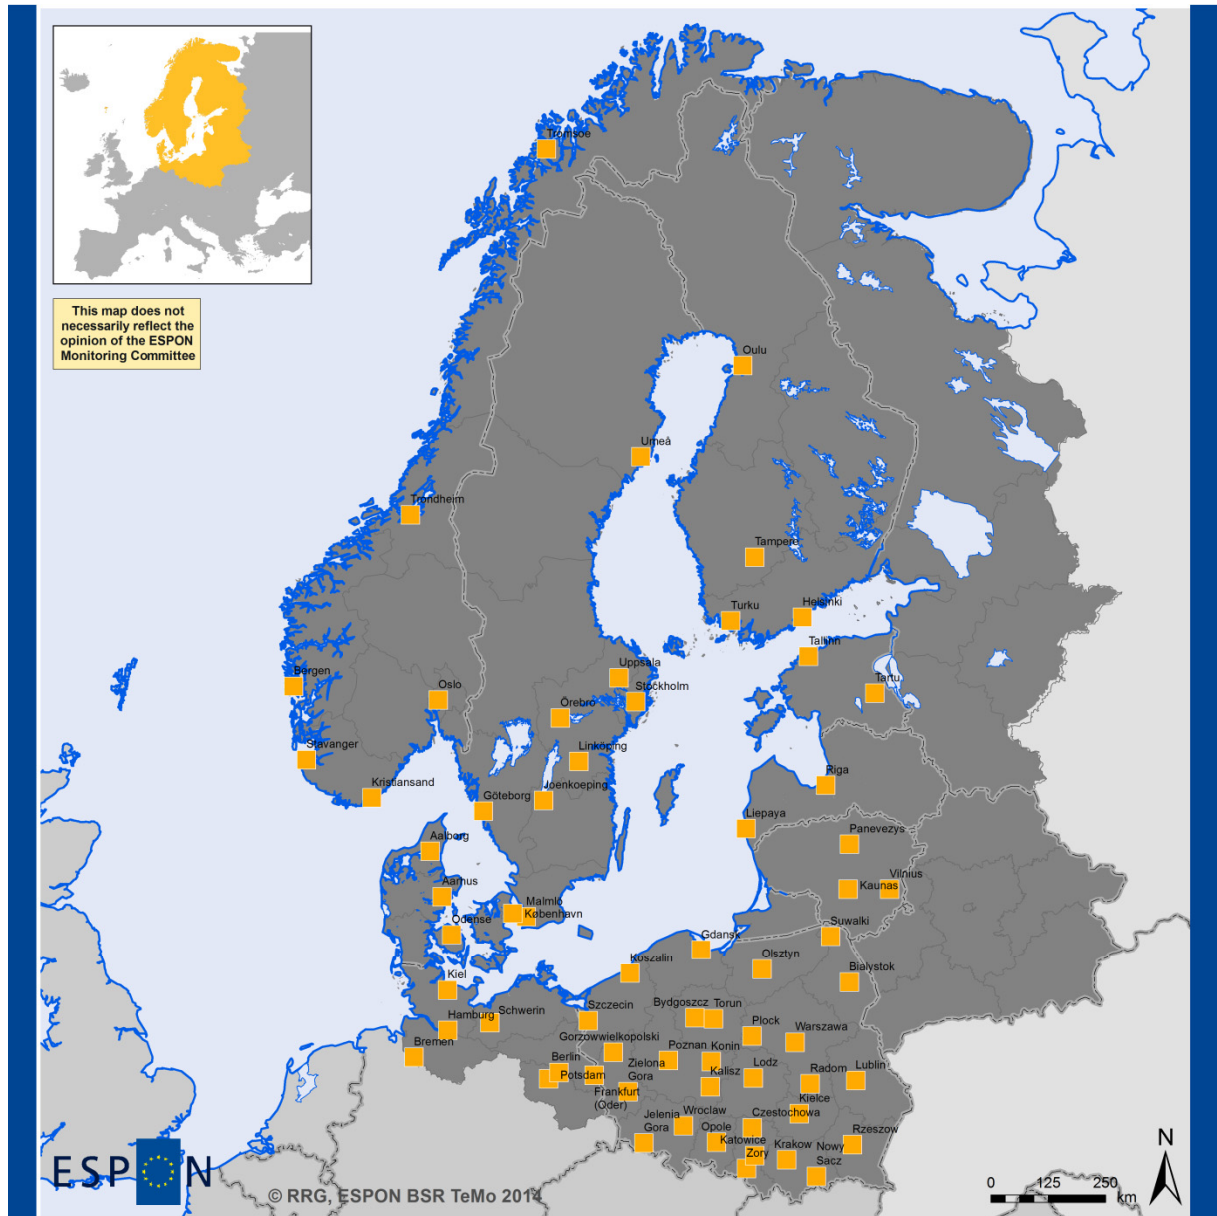 This map does not
necessarily reflect the
opinion of the ESPON
Monitoring Committee
Tromsoe
Oulu
Umeå
Trondheim
Tampere
Turku
Helsinki
Tallinn
Uppsala
Bergen
Oslo
Stockholm
Tartu
Örebro
Stavanger
Linköping
Kristiansand
Joenkoeping
Riga
Göteborg
Liepaya
Aalborg
Panevezys
Aarhus
Vilnius
Kaunas
Malmlö
København
Odense
Suwalki
Gdansk
Olsztyn
Koszalin
Kiel
Bialystok
Schwerin
Szczecin
Bydgoszcz
Torun
Hamburg
Plock
Warszawa
Bremen
Gorzowwielkopolski
Berlin
Poznan
Konin
Potsdam
Zielona
Gora
Lodz
Kalisz
Radom
Lublin
Frankfurt
(Oder)
Kielce
Jelenia
Gora
Wroclaw
Czestochowa
Opole
Katowice
Zory
Krakow
Nowy
Sacz
Rzeszow
N
ESPON
© RRG, ESPON BSR TeMo 2014
0 125 250
km